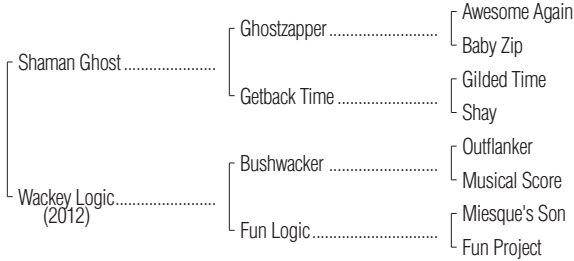 Awesome Again
Ghostzapper ......................
Baby Zip
Shaman Ghost ......................
Gilded Time
Getback Time ......................
Shay
Outflanker
Bushwacker ......................
Musical Score
Wackey Logic......................
(2012)
Miesque's Son
Fun Logic..........................
Fun Project